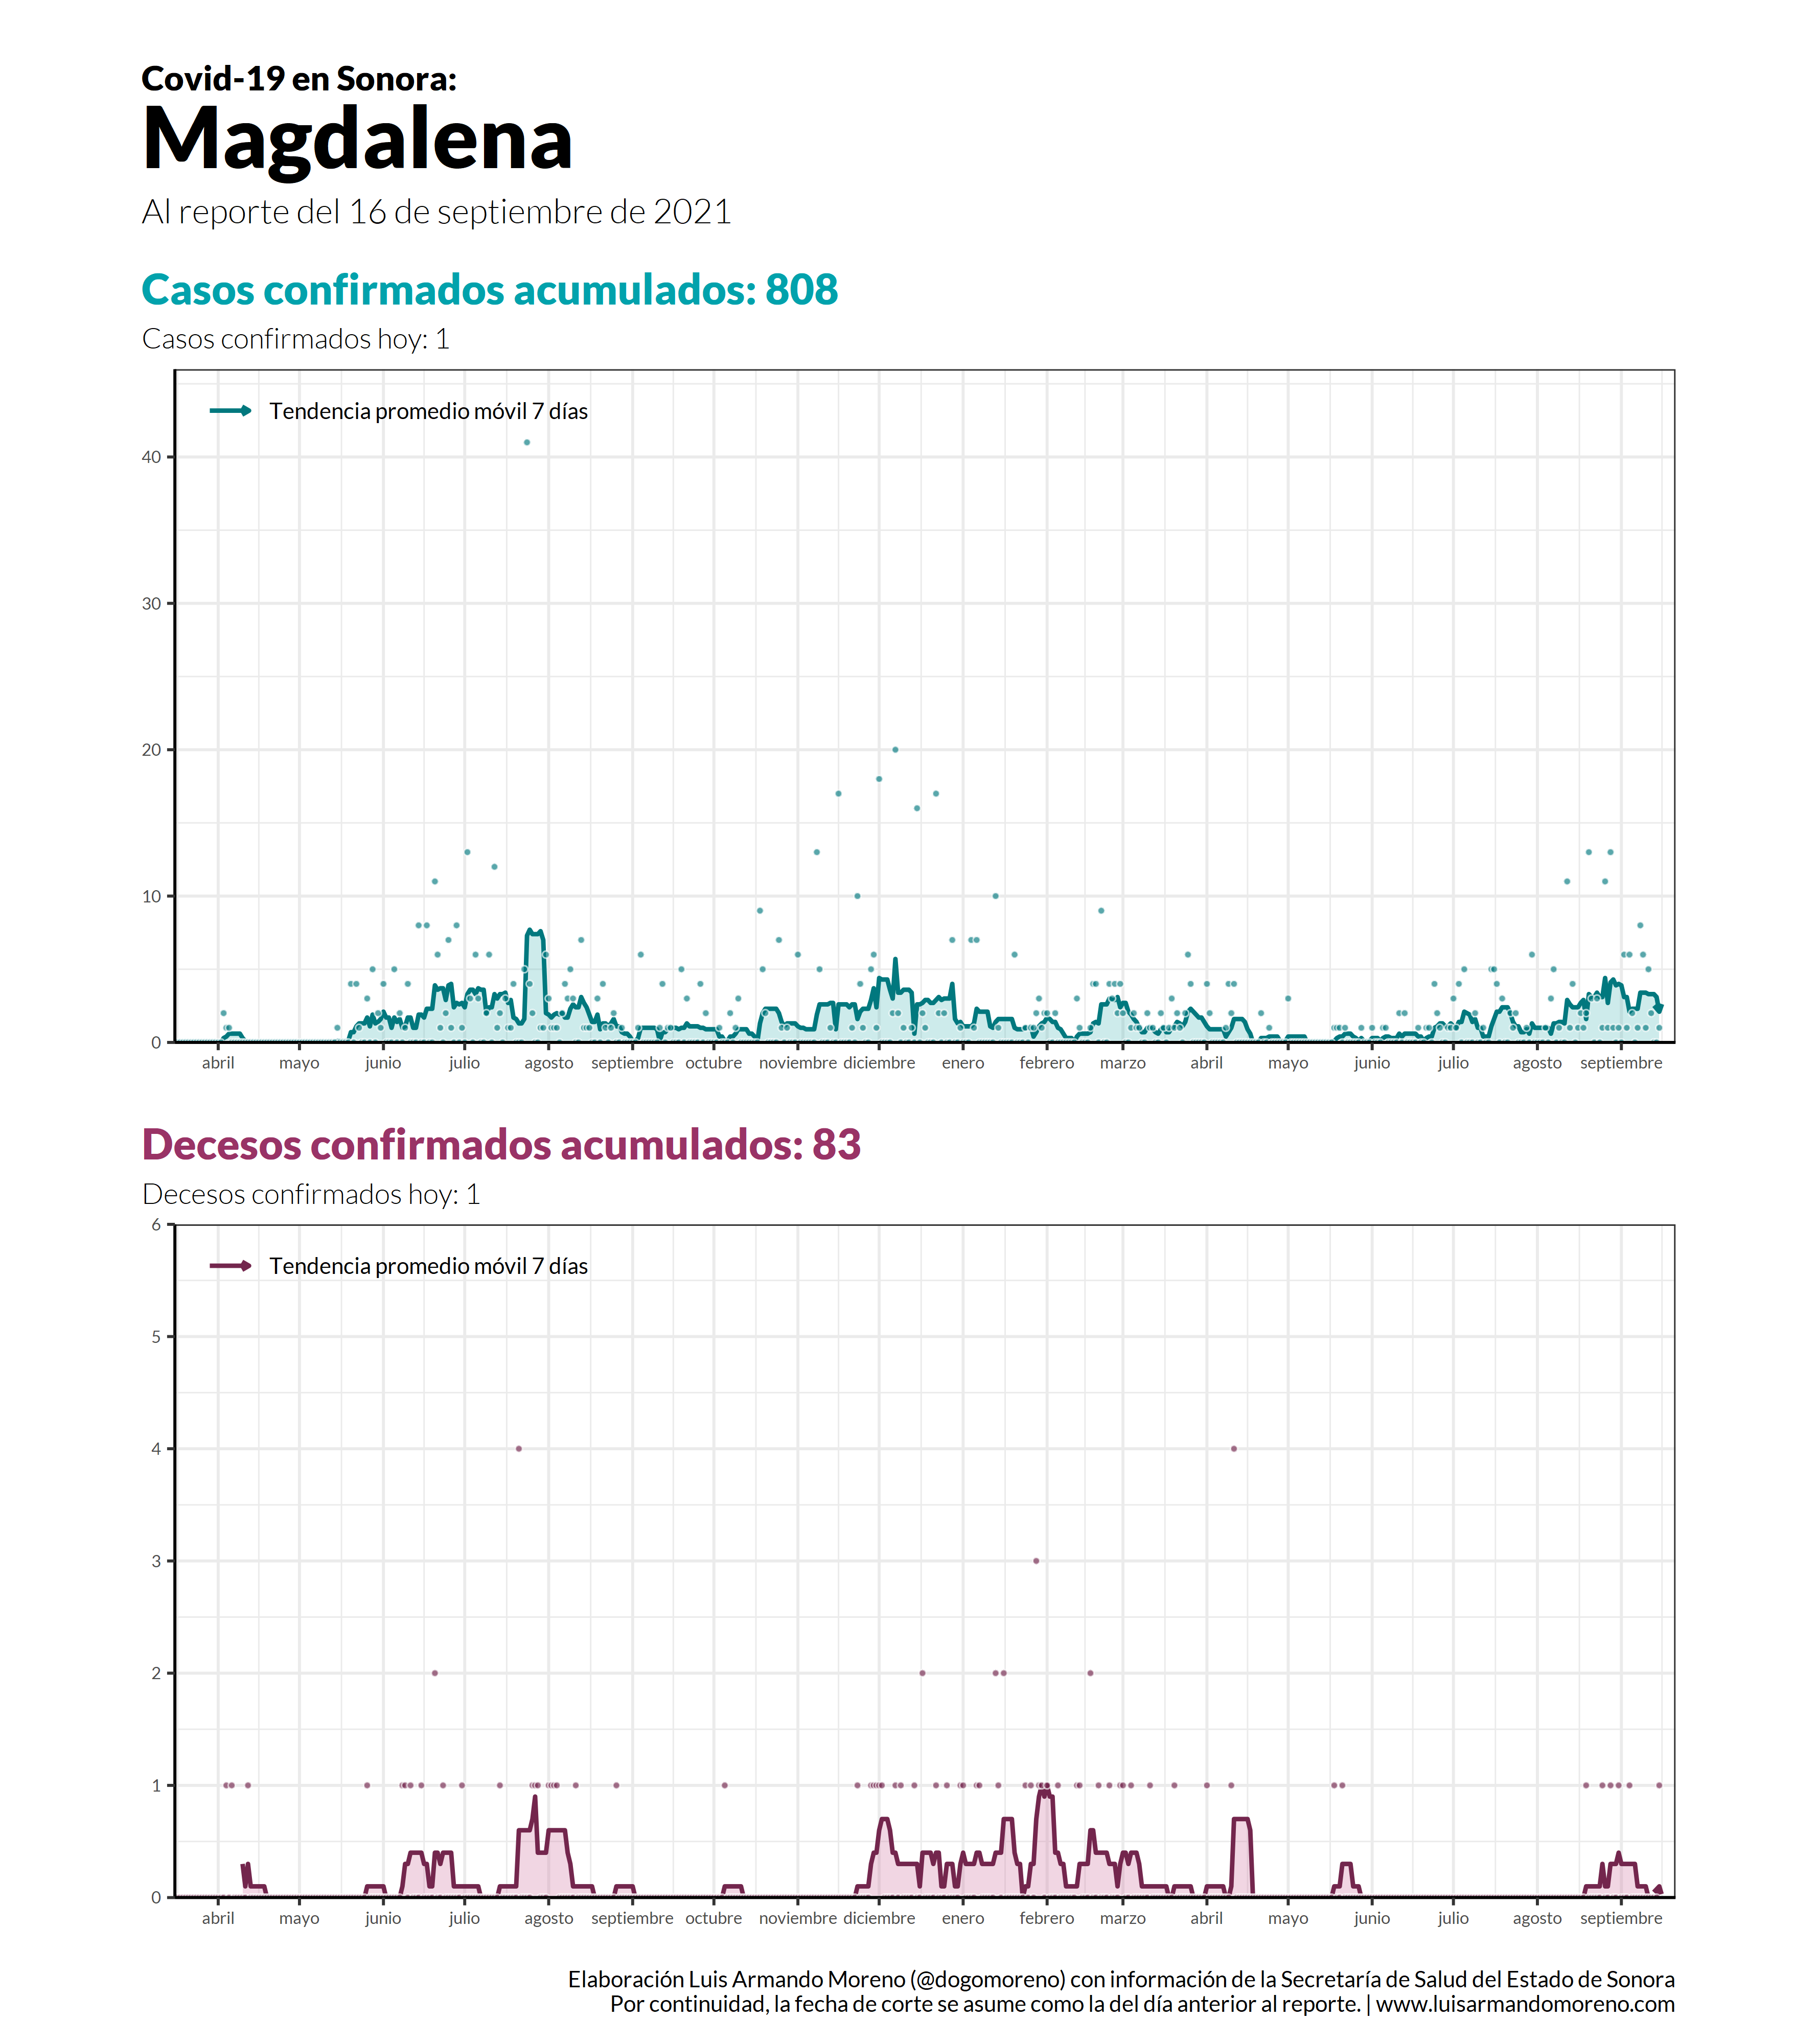 Covid-19 en Sonora:
Magdalena
Al reporte del 16 de septiembre de 2021
Casos confirmados acumulados: 808
Casos confirmados hoy: 1
Tendencia promedio móvil 7 días
40
30
20
10
0
abril mayo junio julio agosto septiembre octubre noviembre diciembre enero febrero marzo abril mayo junio julio agosto septiembre
Decesos confirmados acumulados: 83
Decesos confirmados hoy: 1
6
Tendencia promedio móvil 7 días
5
4
3
2
1
0
abril mayo junio julio agosto septiembre octubre noviembre diciembre enero febrero marzo abril mayo junio julio agosto septiembre
Elaboración Luis Armando Moreno (@dogomoreno) con información de la Secretaría de Salud del Estado de Sonora
Por continuidad, la fecha de corte se asume como la del día anterior al reporte. | www.luisarmandomoreno.com